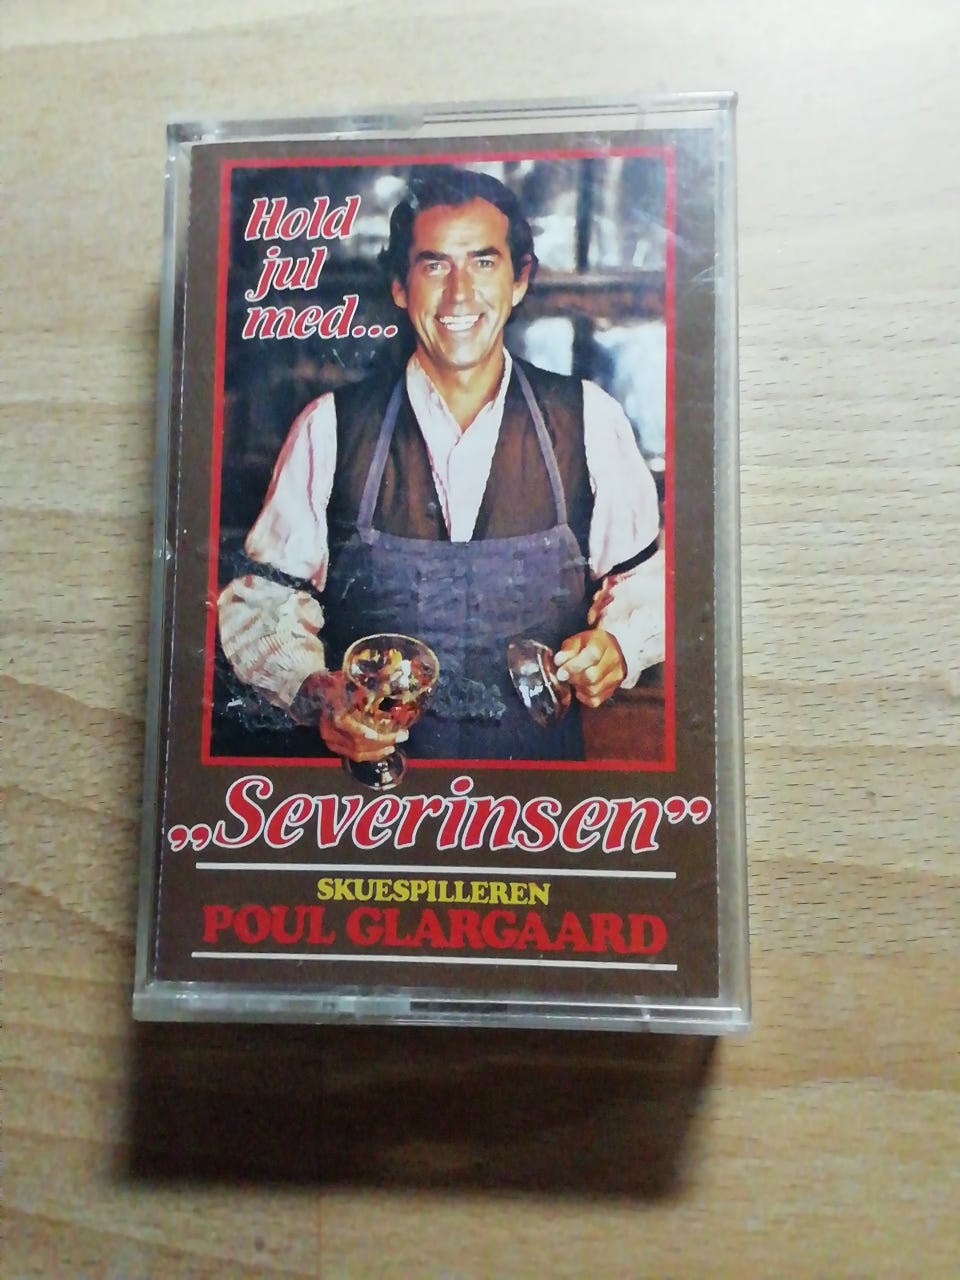 Hold
jul
med...
„Severinsen”
SKUESPILLEREN
POUL GLARGAARD